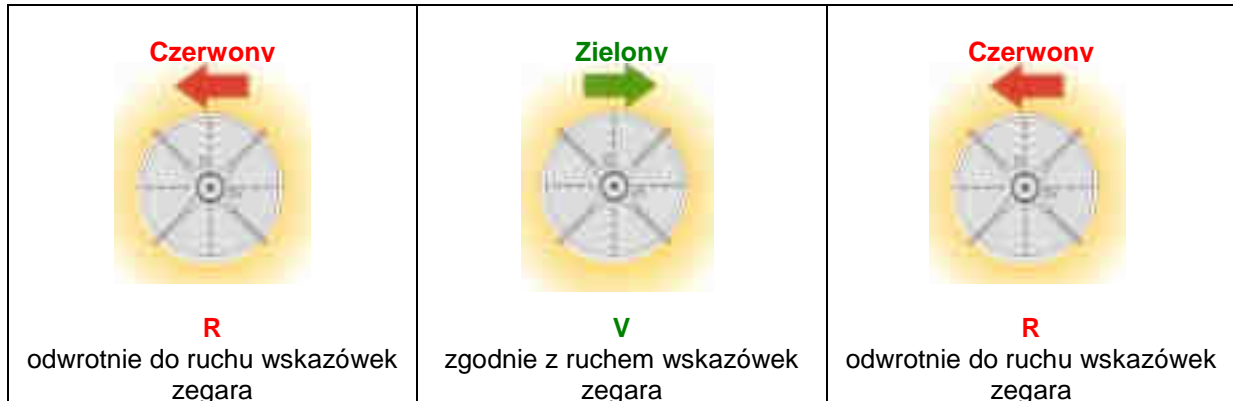 Czerwony
R
odwrotnie do ruchu wskazówek
zegara
Zielony
V
zgodnie z ruchem wskazówek
zegara
Czerwony
R
odwrotnie do ruchu wskazówek
zegara